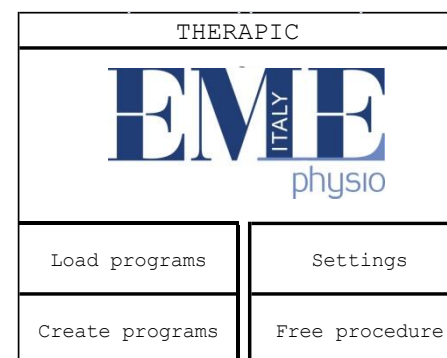 THERAPIC
EME
ITALY
physio
Load programs Settings
Create programs Free procedure